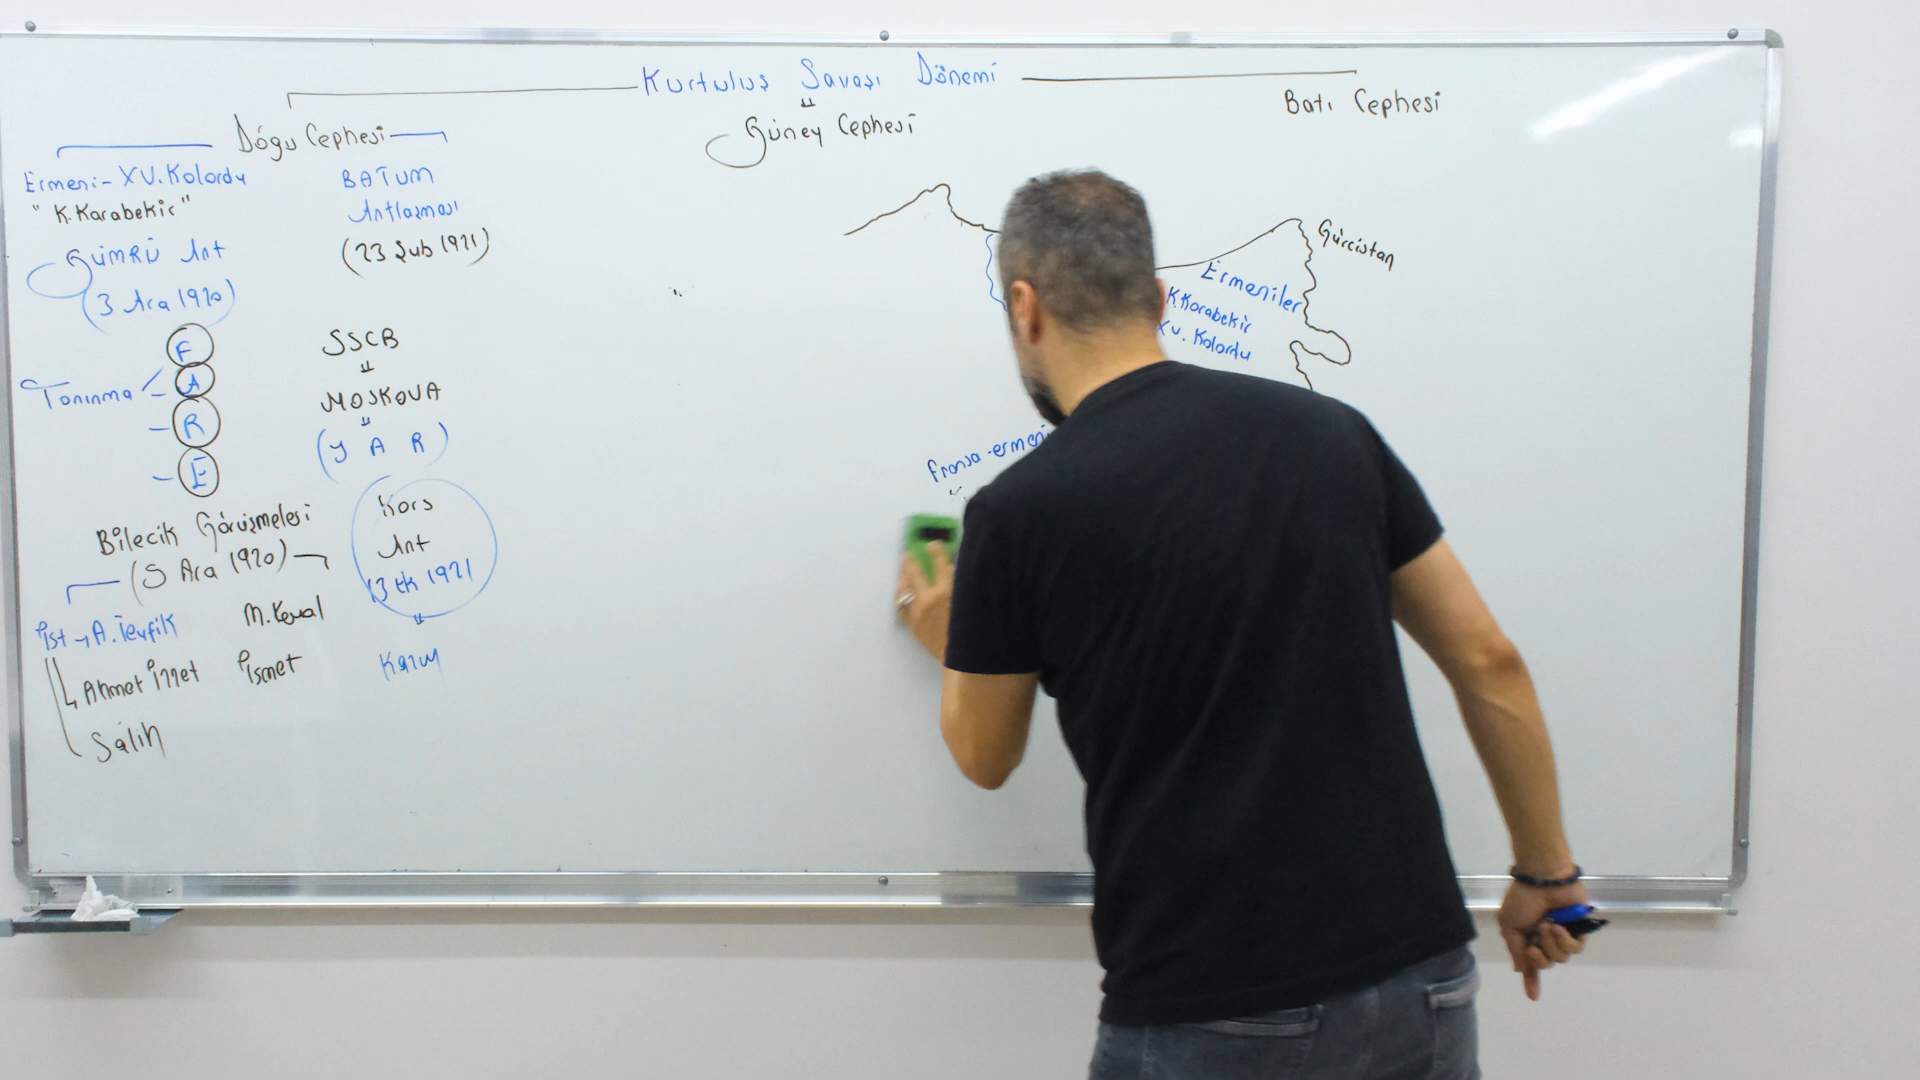 Kurtuluş Savaşı Dönemi
Doğu Cephesi
Güney Cephesi
Batı Cephesi
Ermeni - XV. Kolordu
"K. Karabekir"
GÜMRÜ Ant
(3 Ara 1920)
F
A
Tanınma
R
E
BATUM
Antlaşması
(23 Şub 1921)
SSCB
MOSKOVA
(Y A R)
Kars
Ant
13 Ek 1921
Kazım
Bilecik Görüşmelesi
(5 Ara 1920)
İst → A. Tevfik
M. Kemal
Ahmet İzzet
İsmet
Salih
Gürcistan
Ermeniler
K. Karabekir
XV. Kolordu
Fransa-ermeni